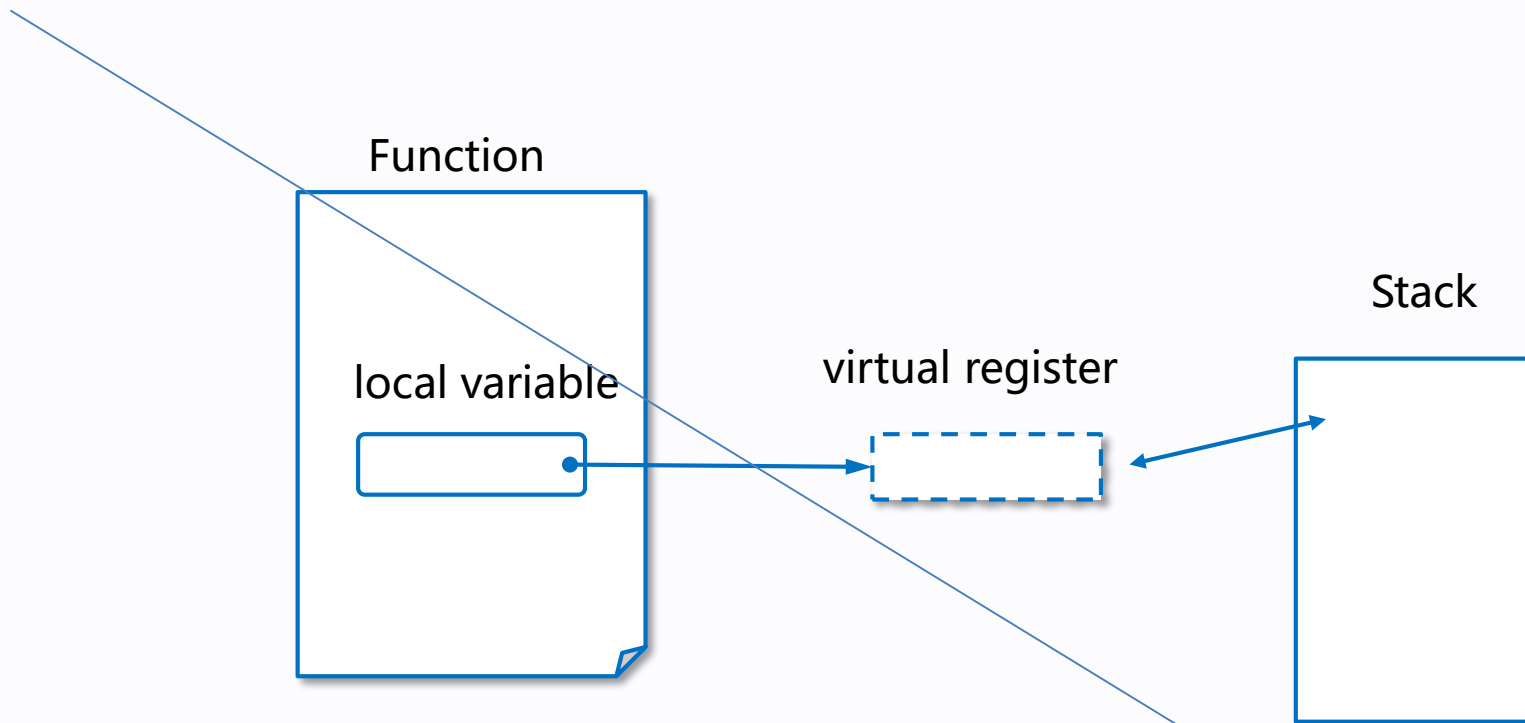 Function
Stack
virtual register
local variable